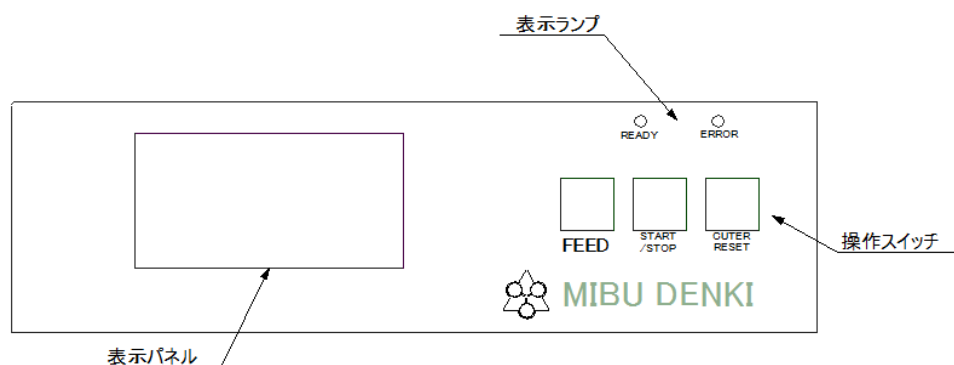 表示ランプ
READY
ERROR
FEED
START
/STOP
CUTER
RESET
操作スイッチ
MIBU DENKI
表示パネル